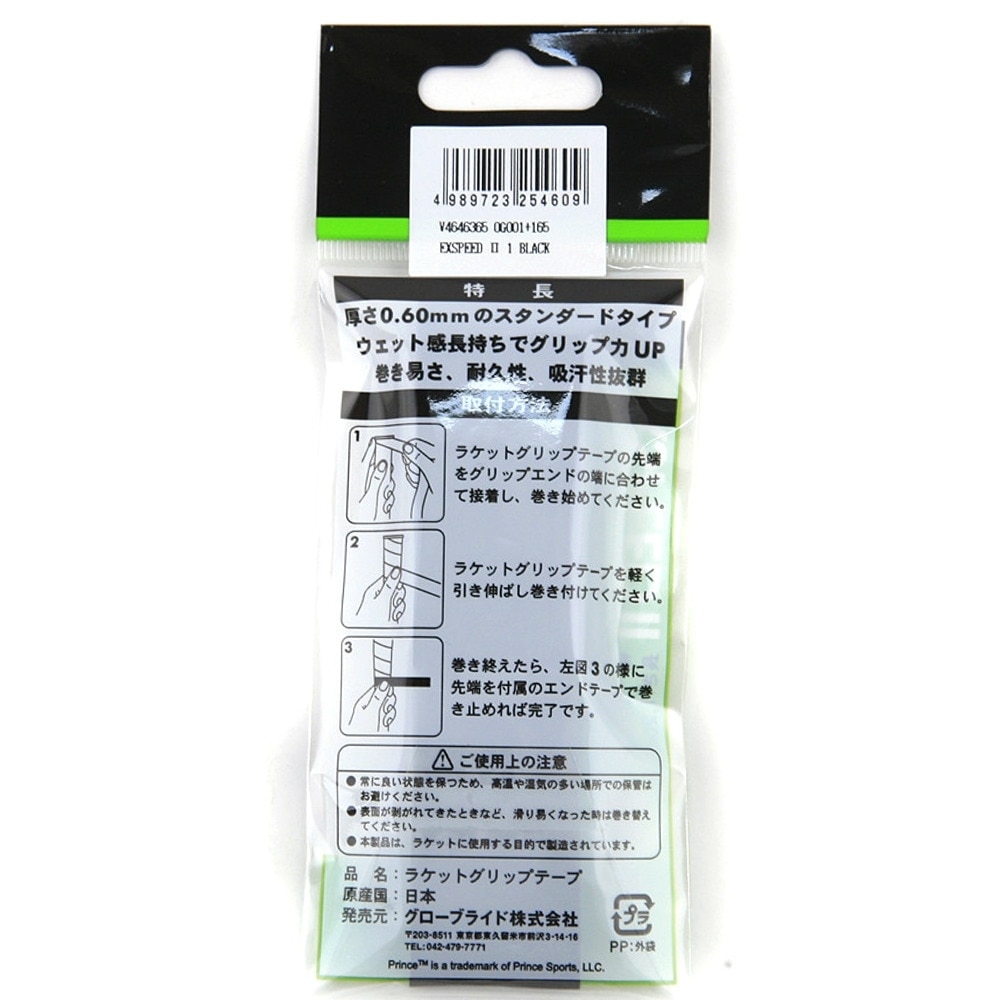 4 989723 254609
V4646365 0G001+165
EXSPEED II 1 BLACK
特 長
厚さ0.60mmのスタンダードタイプ
ウェット感長持ちでグリップ力UP
巻き易さ、耐久性、吸汗性抜群
取付方法
1
ラケットグリップテープの先端
をグリップエンドの端に合わせ
て接着し、巻き始めてください。
2
ラケットグリップテープを軽く
引き伸ばし巻き付けてください。
3
巻き終えたら、左図3の様に
先端を付属のエンドテープで巻
き止めれば完了です。
ご使用上の注意
●常に良い状態を保つため、高温や湿気の多い場所での保管は
お避けください。
●表面が剥がれてきたときなど、滑り易くなった時は巻き替え
てください。
●本製品は、ラケットに使用する目的で製造されています。
品 名：ラケットグリップテープ
原産国：日本
発売元：グローブライド株式会社
〒203-8511 東京都東久留米市前沢3-14-16
TEL:042-479-7771
プラ
PP:外袋
Prince™ is a trademark of Prince Sports, LLC.